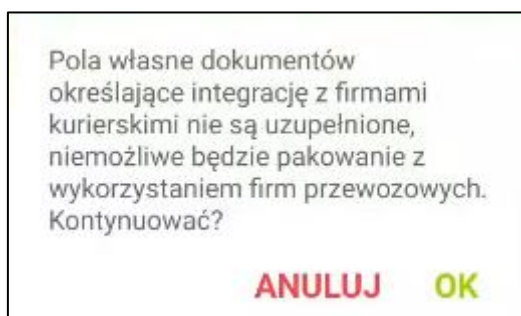 Pola własne dokumentów
określające integrację z firmami
kurierskimi nie są uzupełnione,
niemożliwe będzie pakowanie z
wykorzystaniem firm przewozowych.
Kontynuować?
ANULUJ OK